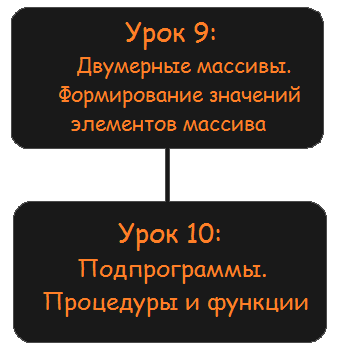 Урок 9:
Двумерные массивы.
Формирование значений
элементов массива
Урок 10:
Подпрограммы.
Процедуры и функции